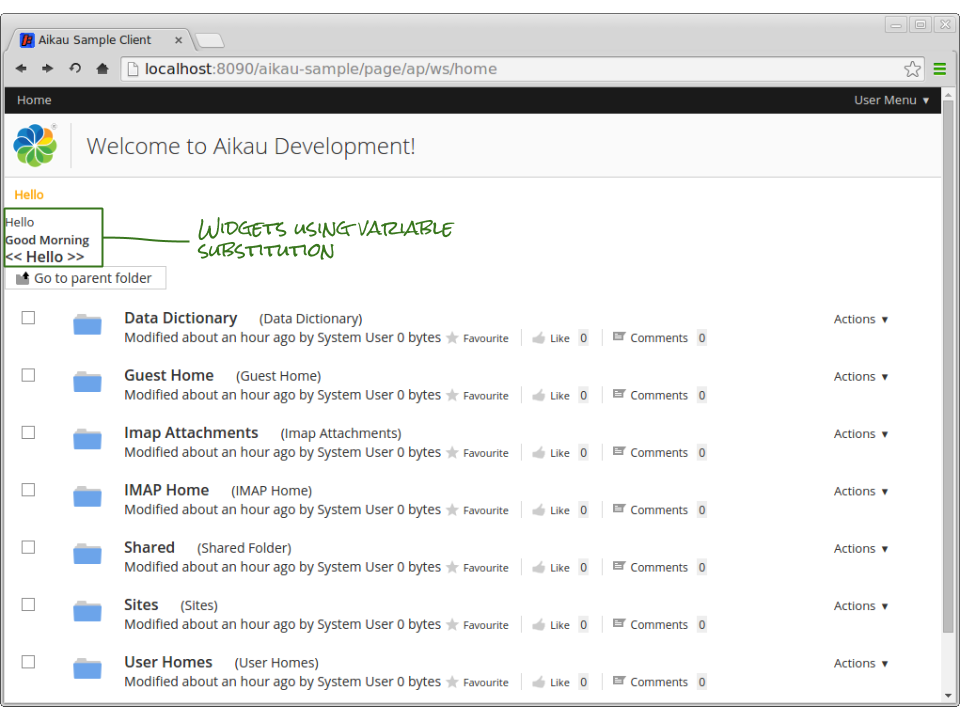 Aikau Sample Client ×
localhost:8090/aikau-sample/page/ap/ws/home
Home User Menu ▼
Welcome to Aikau Development!
Hello
Hello
Good Morning
<< Hello >>
Widgets using variable
substitution
Go to parent folder
Data Dictionary (Data Dictionary) Actions ▼
Modified about an hour ago by System User 0 bytes Favourite Like 0 Comments 0
Guest Home (Guest Home) Actions ▼
Modified about an hour ago by System User 0 bytes Favourite Like 0 Comments 0
Imap Attachments (Imap Attachments) Actions ▼
Modified about an hour ago by System User 0 bytes Favourite Like 0 Comments 0
IMAP Home (IMAP Home) Actions ▼
Modified about an hour ago by System User 0 bytes Favourite Like 0 Comments 0
Shared (Shared Folder) Actions ▼
Modified about an hour ago by System User 0 bytes Favourite Like 0 Comments 0
Sites (Sites) Actions ▼
Modified about an hour ago by System User 0 bytes Favourite Like 0 Comments 0
User Homes (User Homes) Actions ▼
Modified about an hour ago by System User 0 bytes Favourite Like 0 Comments 0